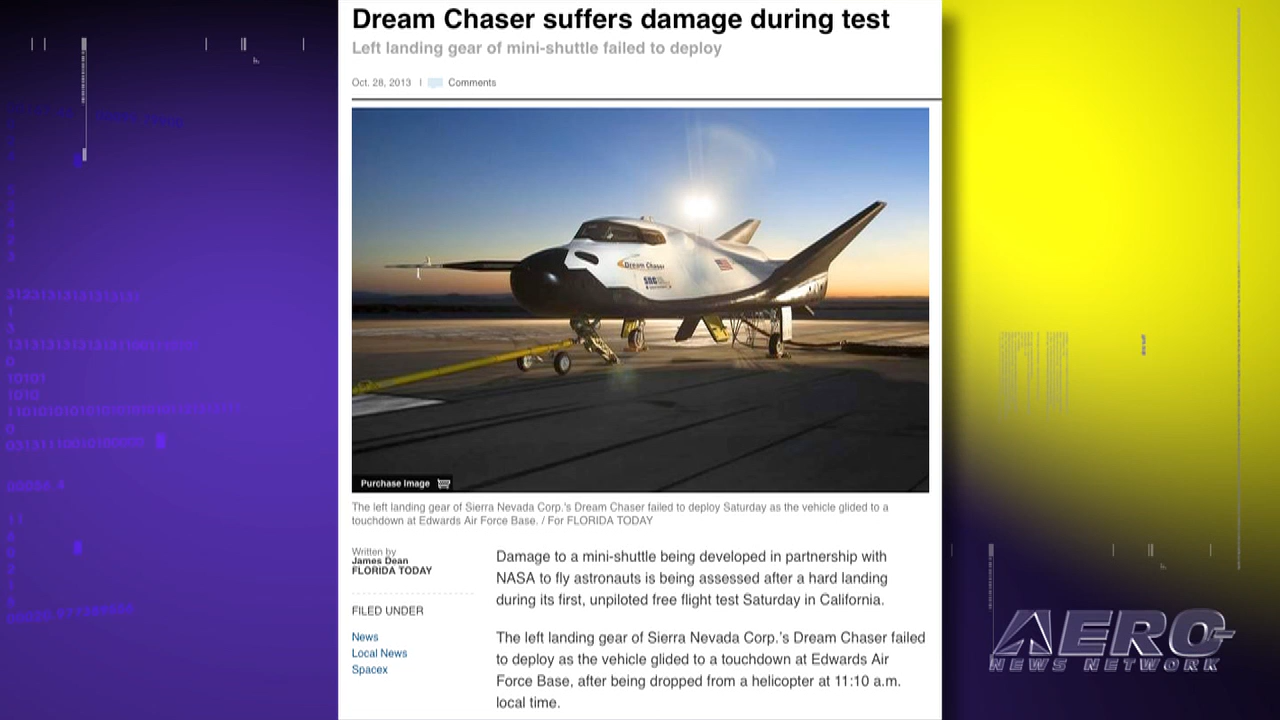 Dream Chaser suffers damage during test
Left landing gear of mini-shuttle failed to deploy
Oct. 28, 2013 | Comments
Dream Chaser
SNC
Purchase Image
The left landing gear of Sierra Nevada Corp.'s Dream Chaser failed to deploy Saturday as the vehicle glided to a
touchdown at Edwards Air Force Base. / For FLORIDA TODAY
Written by
James Dean
FLORIDA TODAY
FILED UNDER
News
Local News
Spacex
Damage to a mini-shuttle being developed in partnership with
NASA to fly astronauts is being assessed after a hard landing
during its first, unpiloted free flight test Saturday in California.
The left landing gear of Sierra Nevada Corp.'s Dream Chaser failed
to deploy as the vehicle glided to a touchdown at Edwards Air
Force Base, after being dropped from a helicopter at 11:10 a.m.
local time.
AERO-
NEWS NETWORK